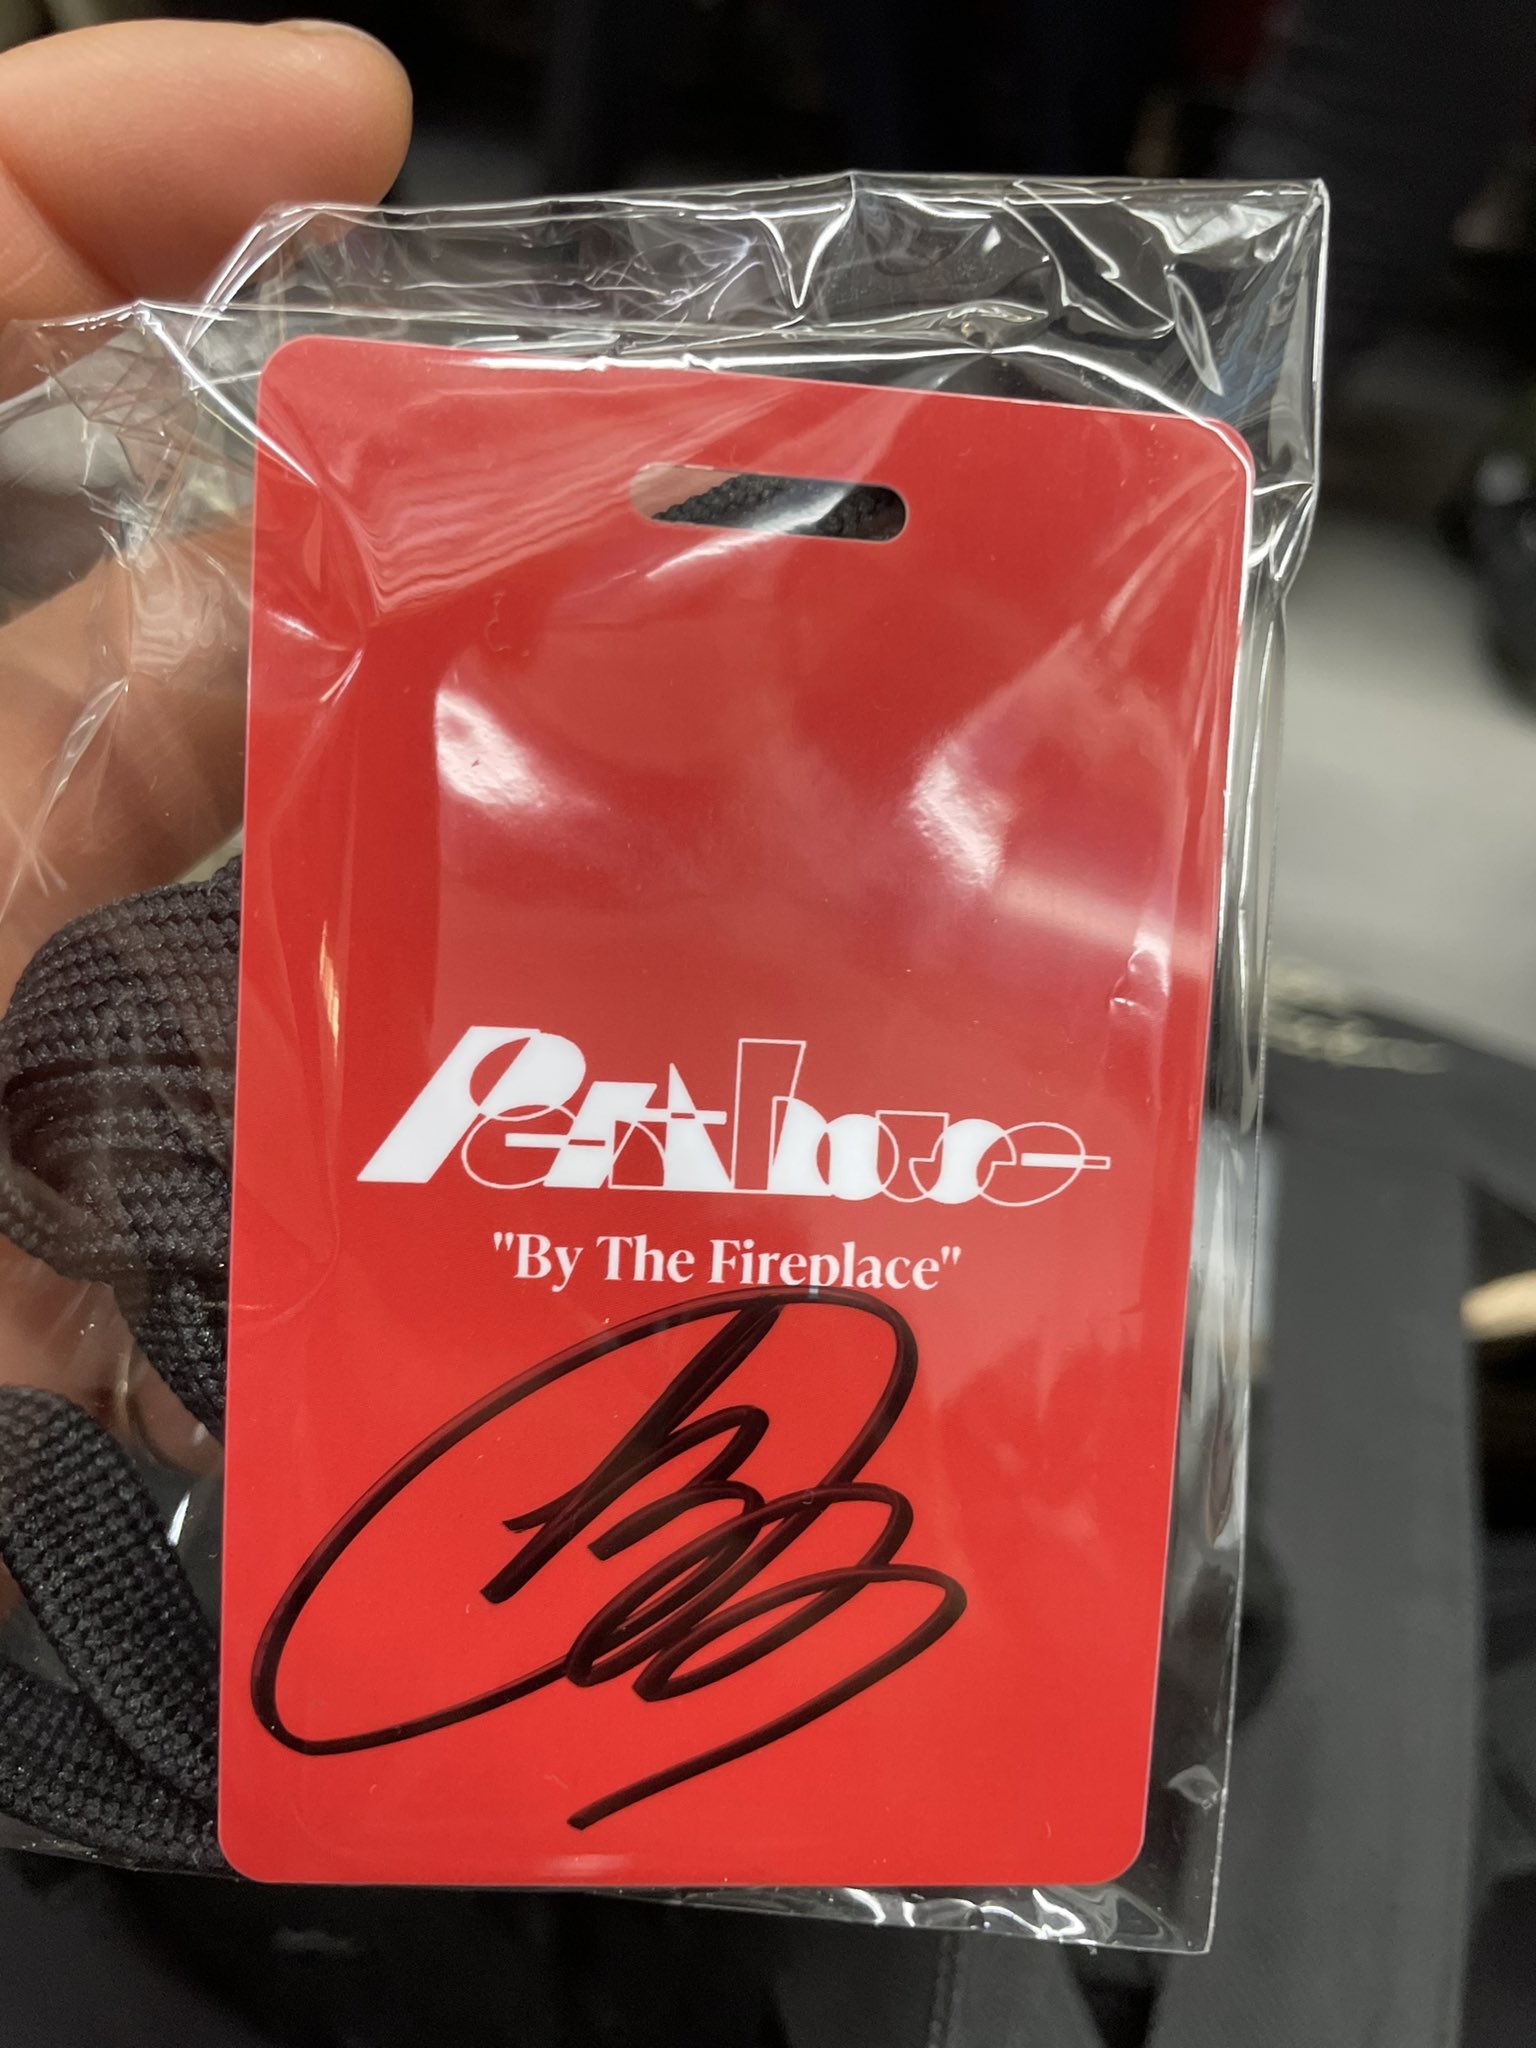 Penthouse
"By The Fireplace"